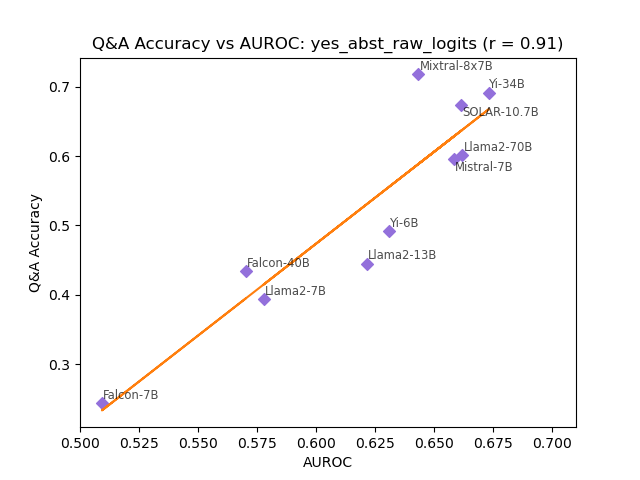 Q&A Accuracy vs AUROC: yes_abst_raw_logits (r = 0.91)
Mixtral-8x7B
0.7
Yi-34B
SOLAR-10.7B
0.6
Llama2-70B
Mistral-7B
Q&A Accuracy
0.5
Yi-6B
Llama2-13B
Falcon-40B
0.4
Llama2-7B
0.3
Falcon-7B
0.500 0.525 0.550 0.575 0.600 0.625 0.650 0.675 0.700
AUROC